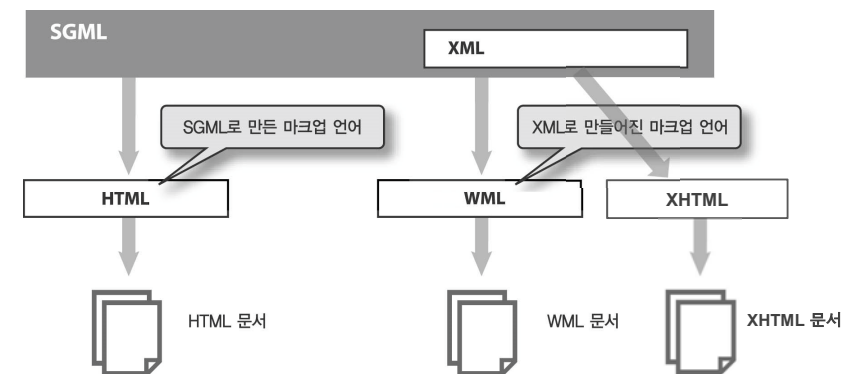 SGML
XML
SGML로 만든 마크업 언어
XML로 만들어진 마크업 언어
HTML
WML
XHTML
HTML 문서
WML 문서
XHTML 문서